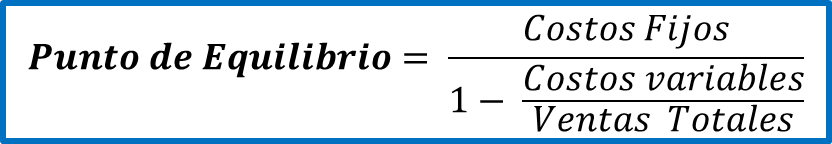 Costos Fijos
Punto de Equilibrio =
1 − Costos variables
Ventas Totales